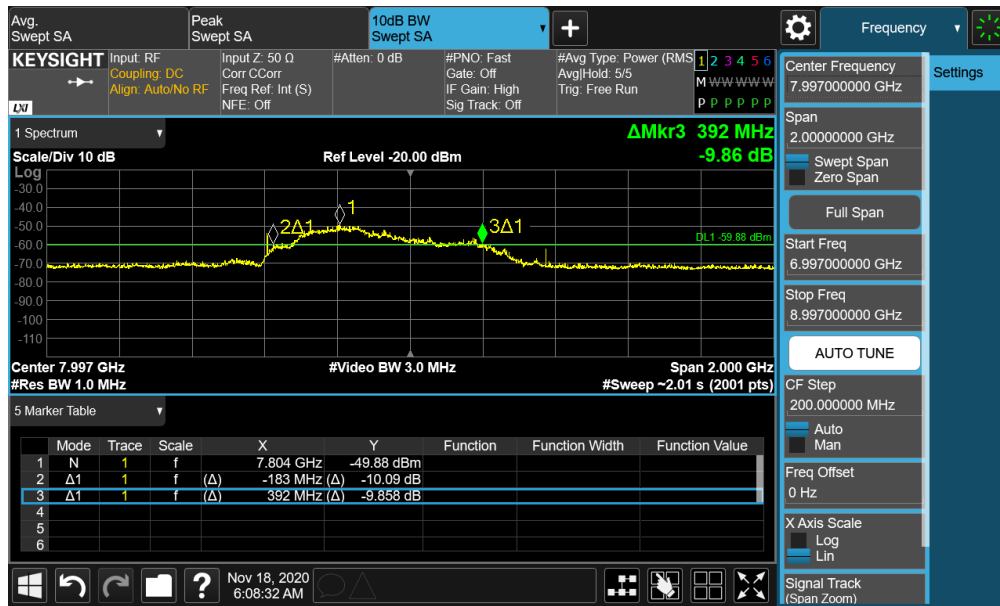 Avg.
Swept SA
Peak
Swept SA
10dB BW
Swept SA
Frequency
KEYSIGHT
LXI
Input: RF
Coupling: DC
Align: Auto/No RF
Input Z: 50 Ω
Corr CCorr
Freq Ref: Int (S)
NFE: Off
#Atten: 0 dB
#PNO: Fast
Gate: Off
IF Gain: High
Sig Track: Off
#Avg Type: Power (RMS
Avg|Hold: 5/5
Trig: Free Run
1 2 3 4 5 6
M W W W W W
P P P P P P
1 Spectrum
ΔMkr3 392 MHz
-9.86 dB
Scale/Div 10 dB
Ref Level -20.00 dBm
Log
-30.0
-40.0
-50.0
-60.0
-70.0
-80.0
-90.0
-100
-110
1
2Δ1
3Δ1
DL1 -59.88 dBm
Center 7.997 GHz
#Video BW 3.0 MHz
Span 2.000 GHz
#Res BW 1.0 MHz
#Sweep ~2.01 s (2001 pts)
5 Marker Table
Mode Trace Scale X Y Function Function Width Function Value
1 N 1 f 7.804 GHz -49.88 dBm
2 Δ1 1 f (Δ) -183 MHz (Δ) -10.09 dB
3 Δ1 1 f (Δ) 392 MHz (Δ) -9.858 dB
4
5
6
Nov 18, 2020
6:08:32 AM
Center Frequency
7.997000000 GHz
Span
2.00000000 GHz
Swept Span
Zero Span
Full Span
Start Freq
6.997000000 GHz
Stop Freq
8.997000000 GHz
AUTO TUNE
CF Step
200.000000 MHz
Auto
Man
Freq Offset
0 Hz
X Axis Scale
Log
Lin
Signal Track
(Span Zoom)
Settings